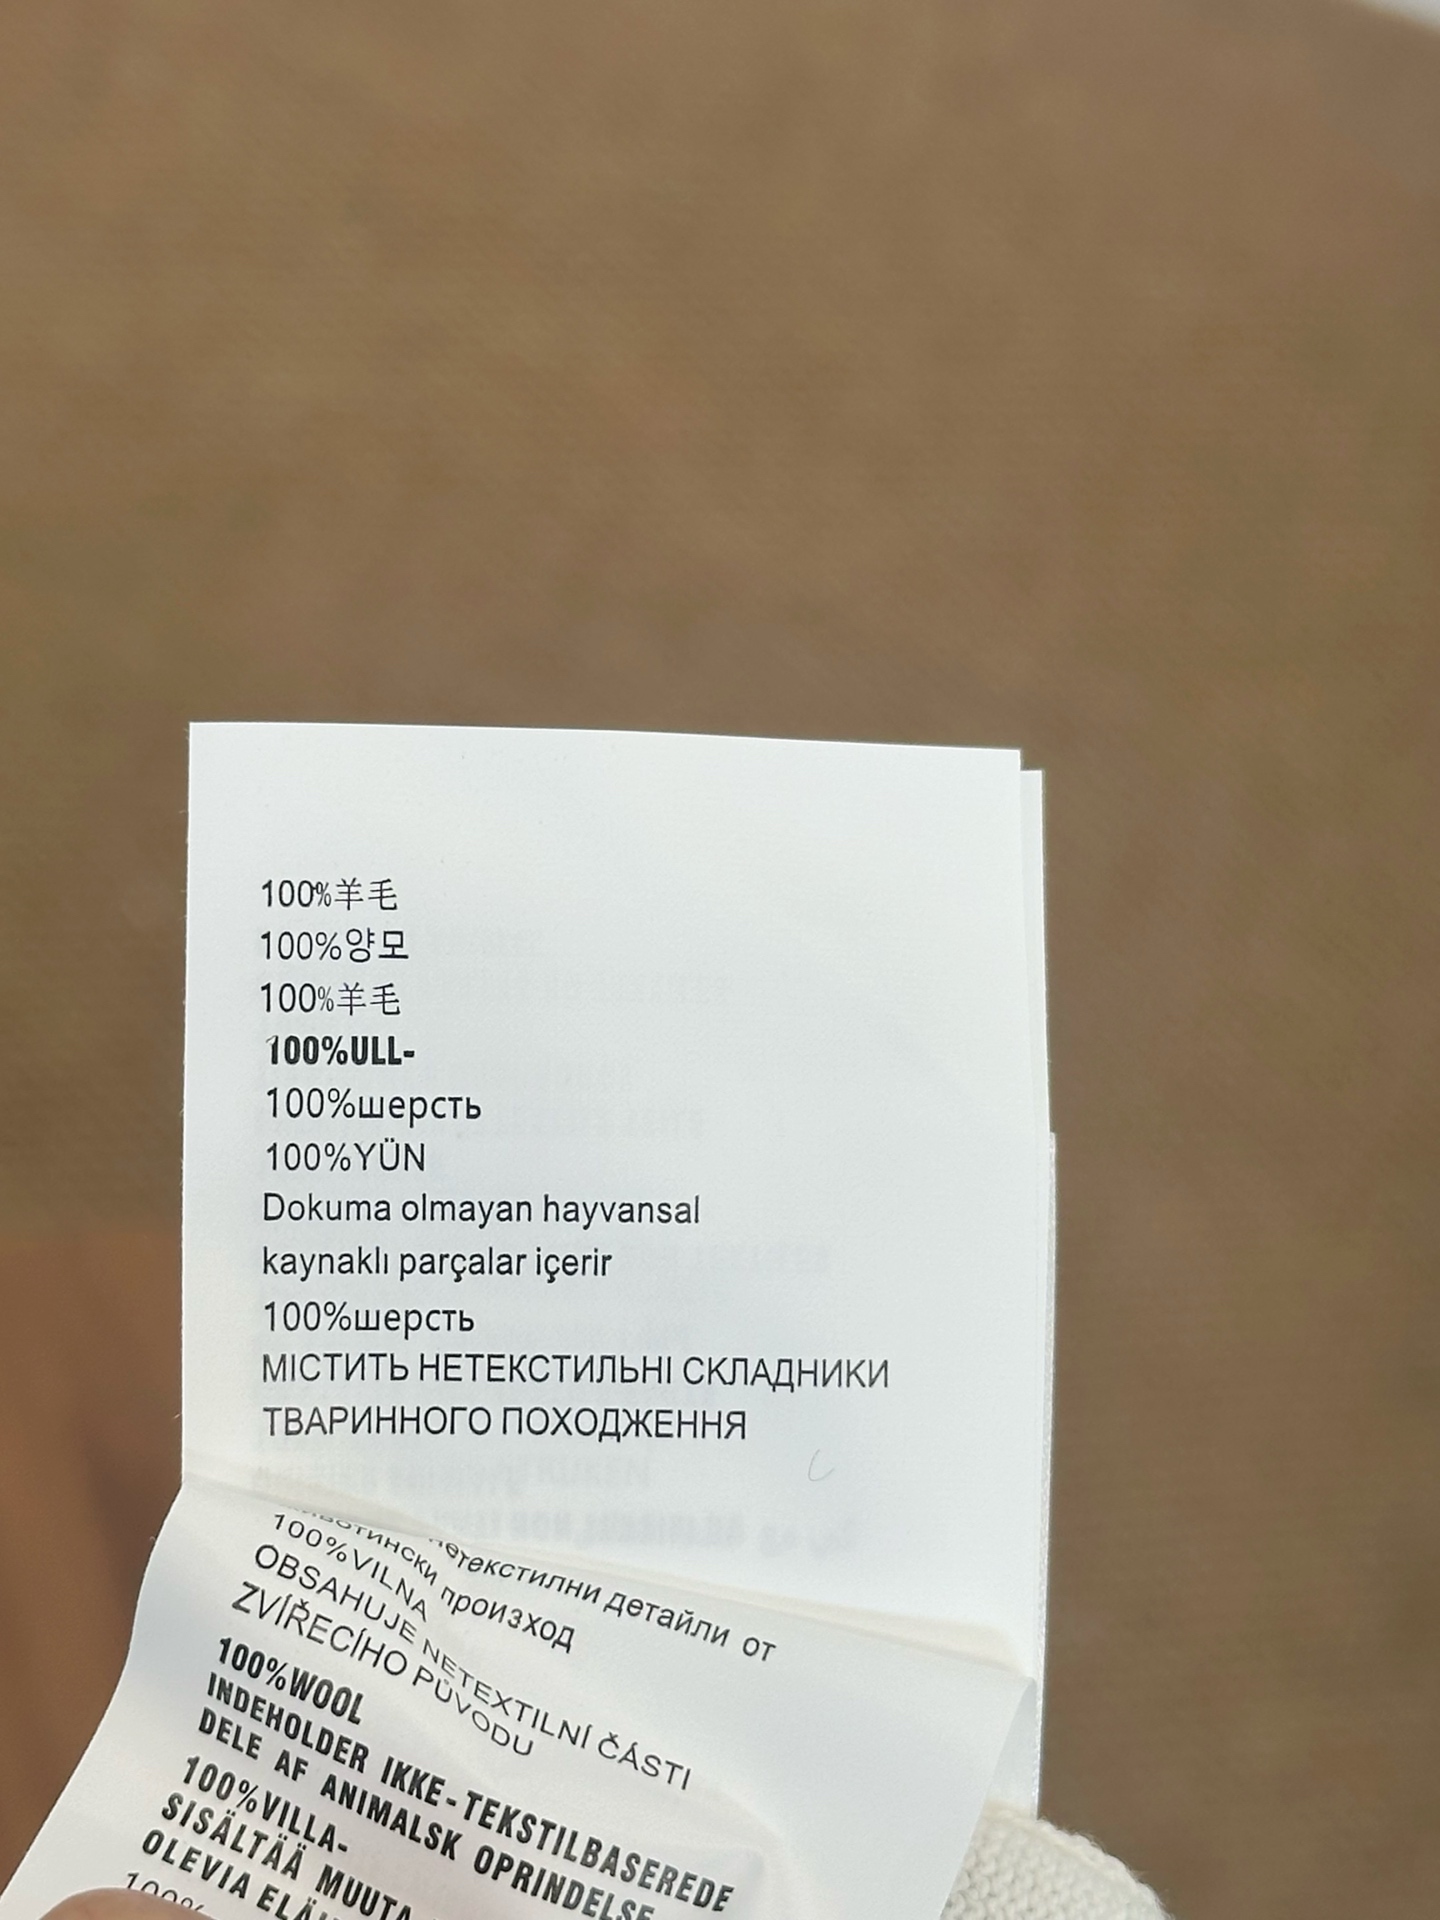 100%羊毛
100%양모
100%羊毛
100%ULL-
100%шерсть
100%YÜN
Dokuma olmayan hayvansal
kaynaklı parçalar içerir
100%шерсть
МІСТИТЬ НЕТЕКСТИЛЬНІ СКЛАДНИКИ
ТВАРИННОГО ПОХОДЖЕННЯ
нетекстилни детайли от
животински произход
100%VILNA
OBSAHUJE NETEXTILNÍ ČÁSTI
ZVÍŘECÍHO PŮVODU
100%WOOL
INDEHOLDER IKKE-TEKSTILBASEREDE
DELE AF ANIMALSK OPRINDELSE
100%VILLA-
SISÄLTÄÄ MUUTA
OLEVIA
100%